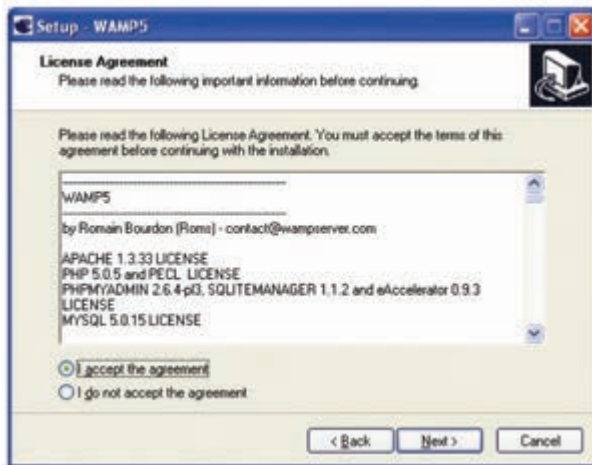 Setup - WAMP5
License Agreement
Please read the following important information before continuing.
Please read the following License Agreement. You must accept the terms of this
agreement before continuing with the installation.
WAMP5
by Romain Bourdon (Roms) - contact@wampserver.com
APACHE 1.3.33 LICENSE
PHP 5.0.5 and PECL LICENSE
PHPMYADMIN 2.6.4-pl3, SQLITEMANAGER 1.1.2 and eAccelerator 0.9.3
LICENSE
MYSQL 5.0.15 LICENSE
I accept the agreement
I do not accept the agreement
< Back Next > Cancel